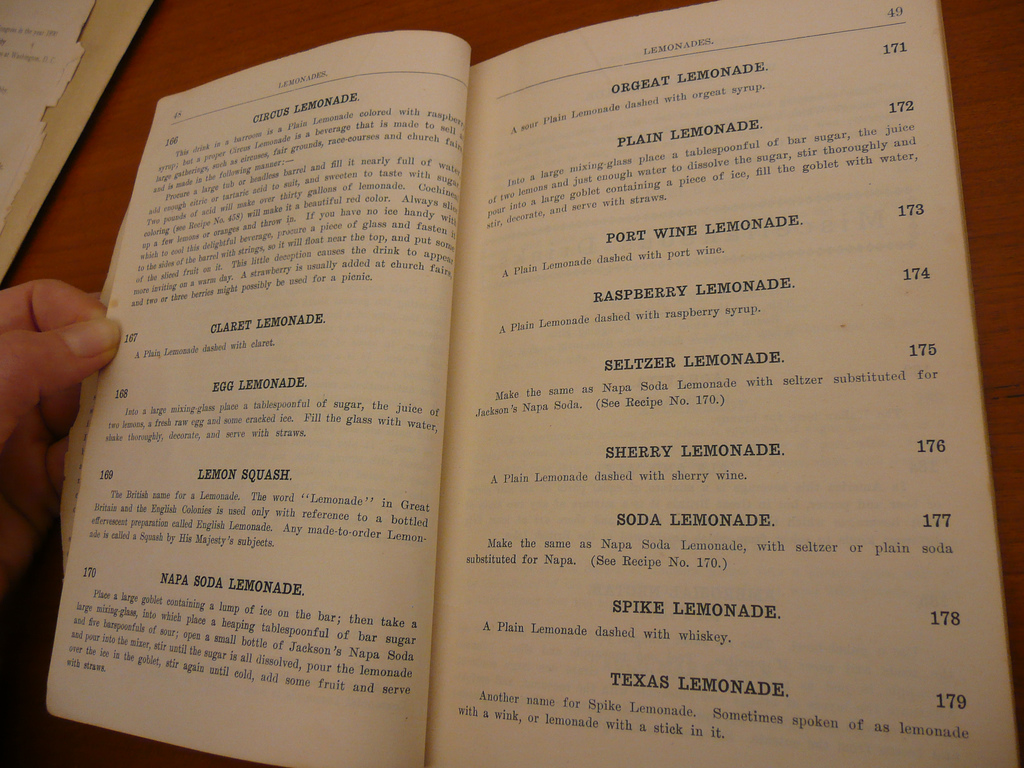 48
LEMONADES.
166
CIRCUS LEMONADE.
This drink in a barroom is a Plain Lemonade colored with raspberry
syrup; but a proper Circus Lemonade is a beverage that is made to sell at
large gatherings, such as circuses, fair grounds, race-courses and church fairs
and is made in the following manner:—
Procure a large tub or headless barrel and fill it nearly full of water
add enough citric or tartaric acid to suit, and sweeten to taste with sugar
Two pounds of acid will make over thirty gallons of lemonade. Cochineal
coloring (see Recipe No. 458) will make it a beautiful red color. Always slice
up a few lemons or oranges and throw in. If you have no ice handy with
which to cool this delightful beverage, procure a piece of glass and fasten it
to the sides of the barrel with strings, so it will float near the top, and put some
of the sliced fruit on it. This little deception causes the drink to appear
more inviting on a warm day. A strawberry is usually added at church fairs,
and two or three berries might possibly be used for a picnic.
167
CLARET LEMONADE.
A Plain Lemonade dashed with claret.
168
EGG LEMONADE.
Into a large mixing-glass place a tablespoonful of sugar, the juice of
two lemons, a fresh raw egg and some cracked ice. Fill the glass with water,
shake thoroughly, decorate, and serve with straws.
169
LEMON SQUASH.
The British name for a Lemonade. The word "Lemonade" in Great
Britain and the English Colonies is used only with reference to a bottled
effervescent preparation called English Lemonade. Any made-to-order Lemon-
ade is called a Squash by His Majesty's subjects.
170
NAPA SODA LEMONADE.
Place a large goblet containing a lump of ice on the bar; then take a
large mixing-glass, into which place a heaping tablespoonful of bar sugar
and five barspoonfuls of sour; open a small bottle of Jackson's Napa Soda
and pour into the mixer, stir until the sugar is all dissolved, pour the lemonade
over the ice in the goblet, stir again until cold, add some fruit and serve
with straws.
LEMONADES.
49
ORGEAT LEMONADE.
171
A sour Plain Lemonade dashed with orgeat syrup.
PLAIN LEMONADE.
172
Into a large mixing-glass place a tablespoonful of bar sugar, the juice
of two lemons and just enough water to dissolve the sugar, stir thoroughly and
pour into a large goblet containing a piece of ice, fill the goblet with water,
stir, decorate, and serve with straws.
PORT WINE LEMONADE.
173
A Plain Lemonade dashed with port wine.
RASPBERRY LEMONADE.
174
A Plain Lemonade dashed with raspberry syrup.
SELTZER LEMONADE.
175
Make the same as Napa Soda Lemonade with seltzer substituted for
Jackson's Napa Soda. (See Recipe No. 170.)
SHERRY LEMONADE.
176
A Plain Lemonade dashed with sherry wine.
SODA LEMONADE.
177
Make the same as Napa Soda Lemonade, with seltzer or plain soda
substituted for Napa. (See Recipe No. 170.)
SPIKE LEMONADE.
178
A Plain Lemonade dashed with whiskey.
TEXAS LEMONADE.
179
Another name for Spike Lemonade. Sometimes spoken of as lemonade
with a wink, or lemonade with a stick in it.